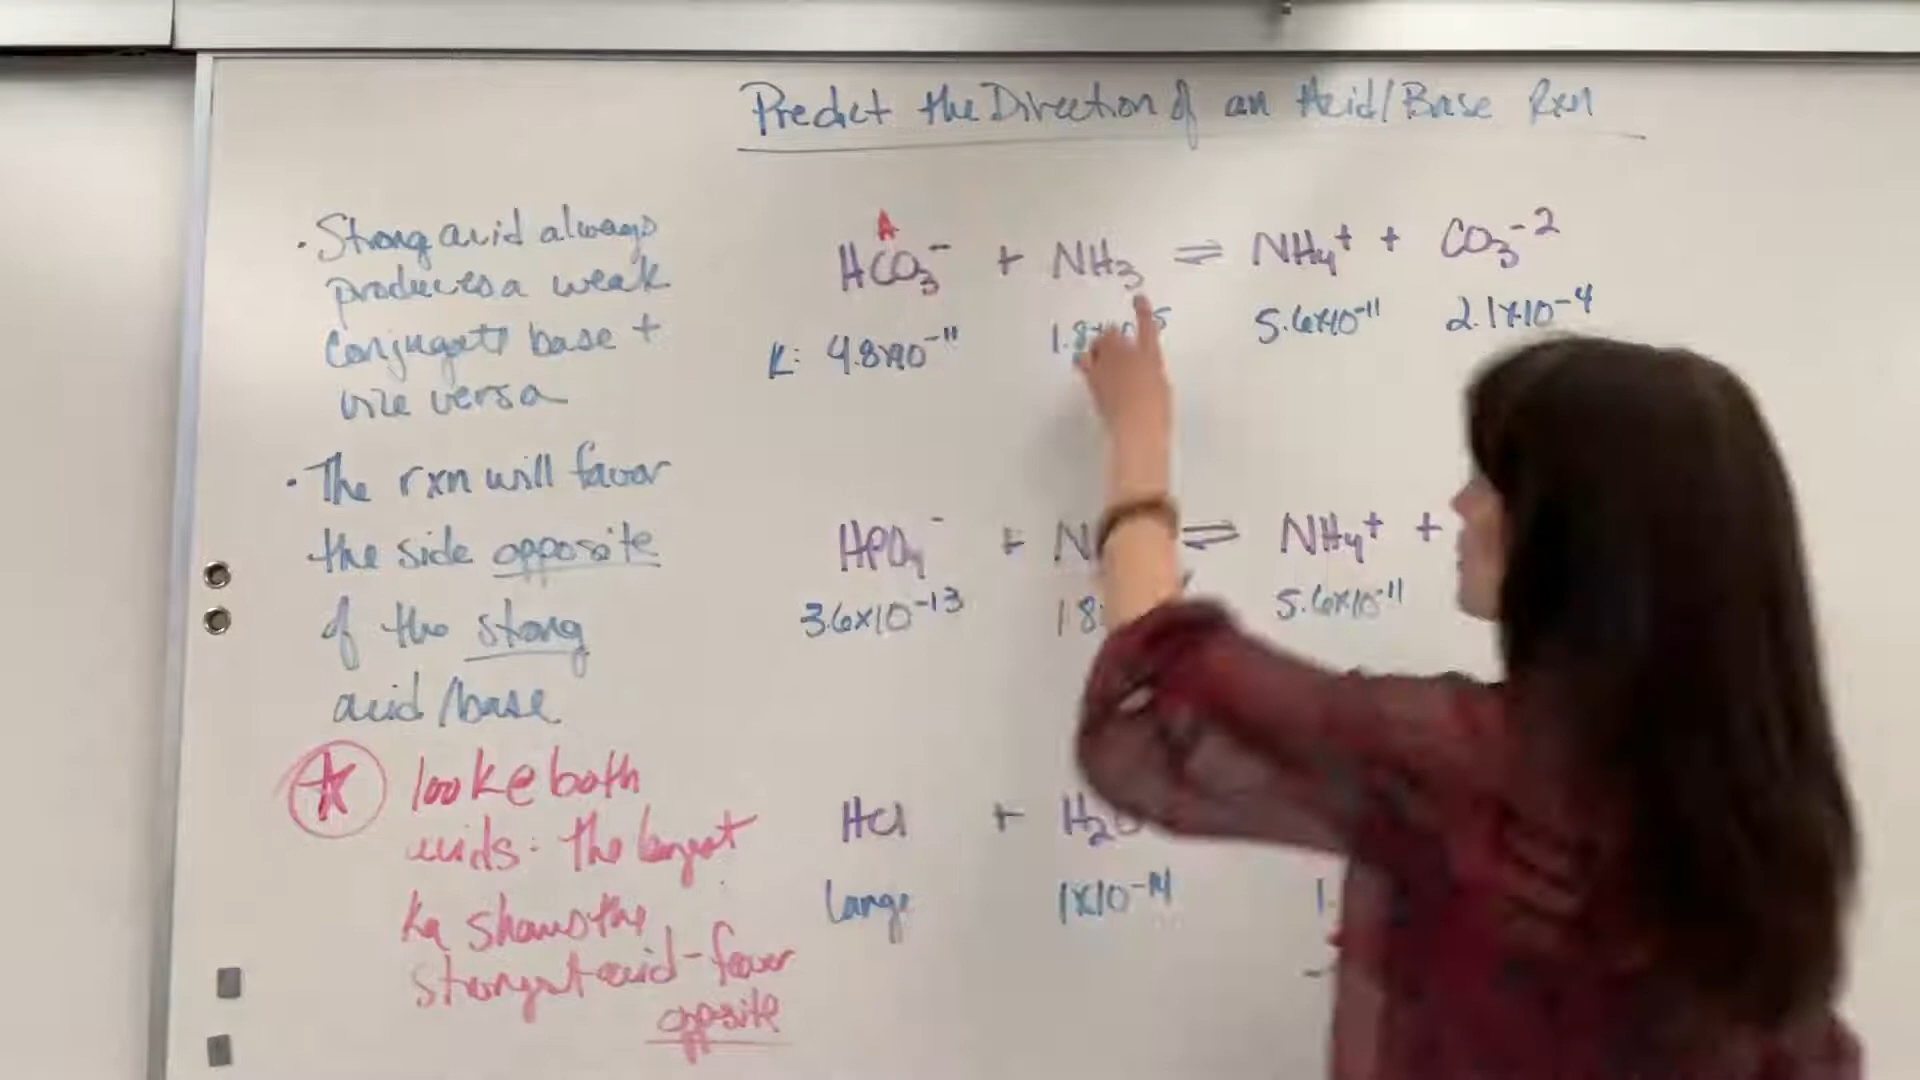 Predict the Direction of an Acid/Base Rxn
• Strong acid always
produces a weak
conjugate base +
vice versa
• The rxn will favor
the side opposite
of the strong
acid/base
look @ both
acids: the largest
ka shows the
strongest acid - favor
opposite
A
HCO₃⁻ + NH₃ ⇌ NH₄⁺ + CO₃⁻²
K: 4.8x10⁻¹¹ 5.6x10⁻¹¹ 2.1x10⁻⁴
HPO₄⁻ + ⇌ NH₄⁺ +
3.6x10⁻¹³ 5.6x10⁻¹¹
HCl + H₂O
large 1x10⁻¹⁴